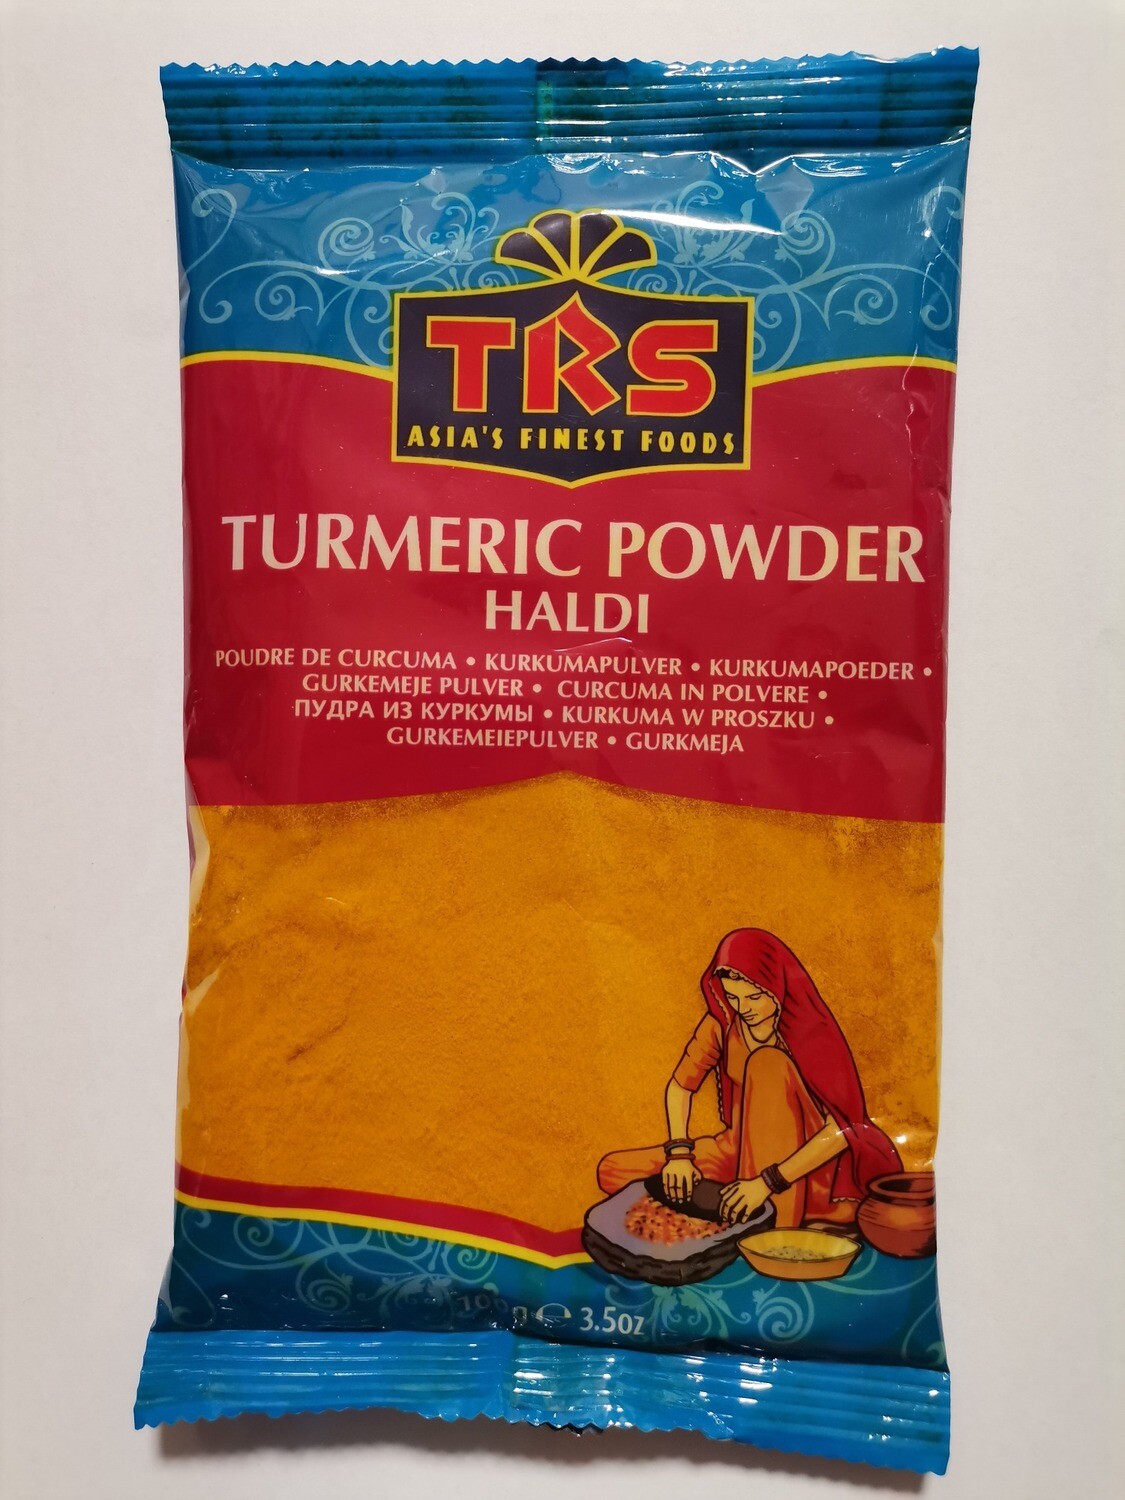 TRS
ASIA'S FINEST FOODS
TURMERIC POWDER
HALDI
POUDRE DE CURCUMA • KURKUMAPULVER • KURKUMAPOEDER •
GURKEMEJE PULVER • CURCUMA IN POLVERE •
ПУДРА ИЗ КУРКУМЫ • KURKUMA W PROSZKU •
GURKEMEIEPULVER • GURKMEJA
100g ℮ 3.5oz